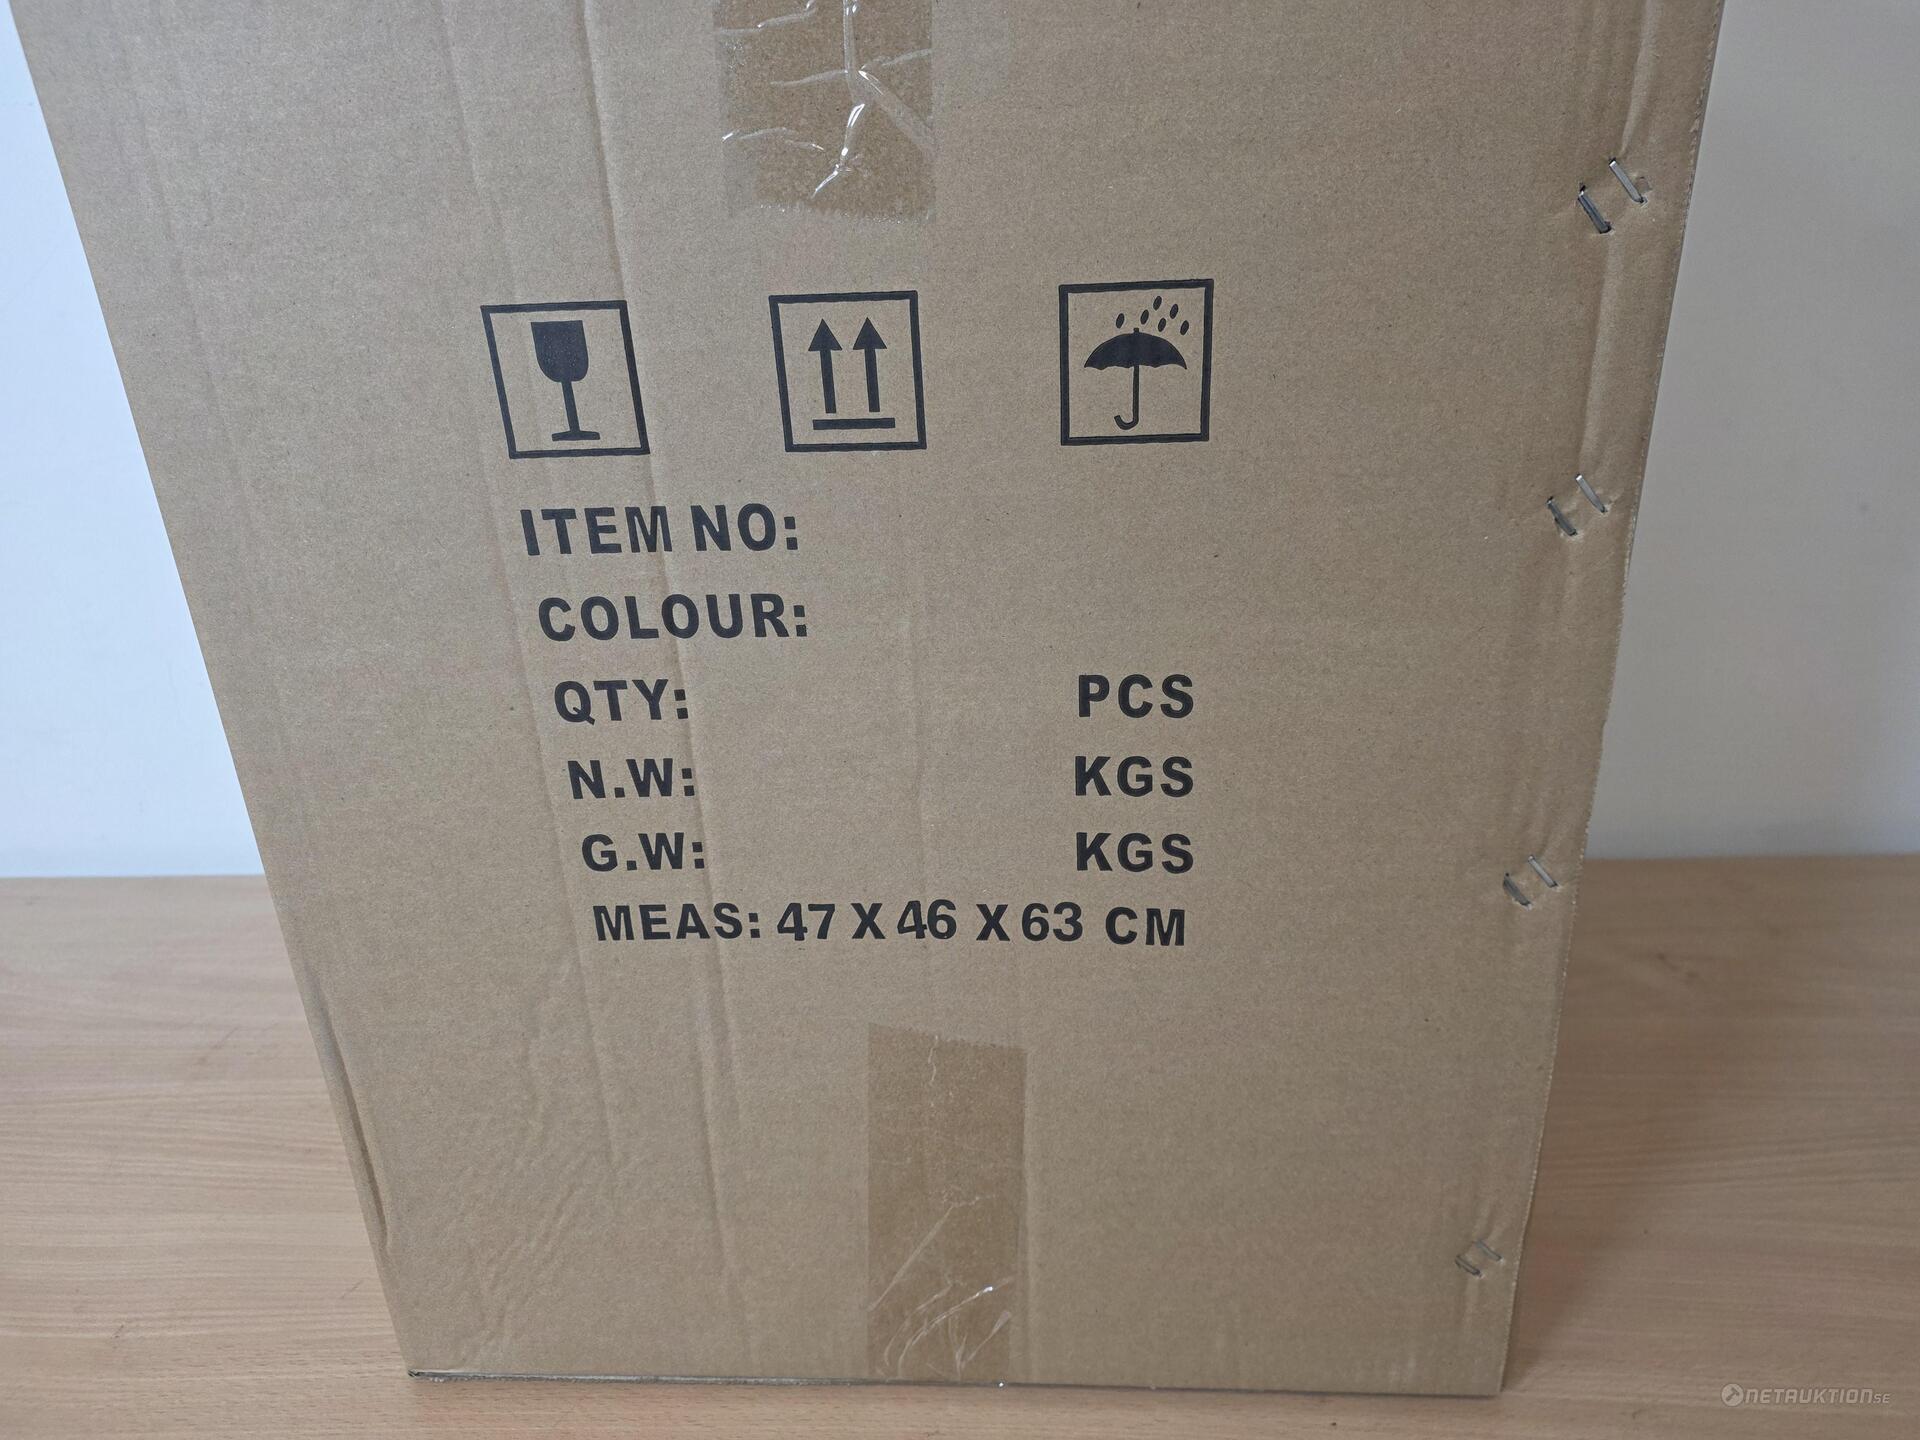 ITEM NO:
COLOUR:
QTY: PCS
N.W: KGS
G.W: KGS
MEAS: 47 X 46 X 63 CM
NETAUKTION.SE